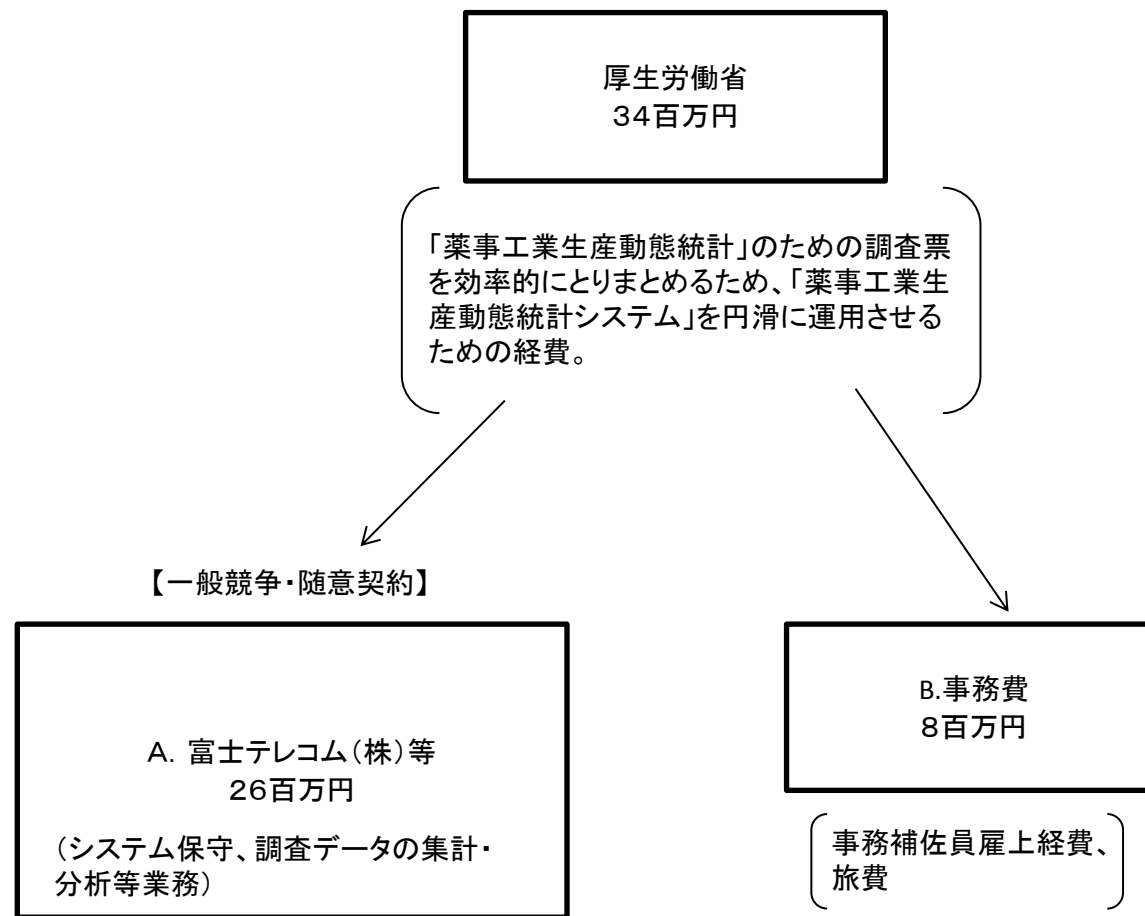 厚生労働省
34百万円
「薬事工業生産動態統計」のための調査票
を効率的にとりまとめるため、「薬事工業生
産動態統計システム」を円滑に運用させる
ための経費。
【一般競争・随意契約】
A．富士テレコム（株）等
26百万円
（システム保守、調査データの集計・
分析等業務）
B.事務費
8百万円
事務補佐員雇上経費、
旅費